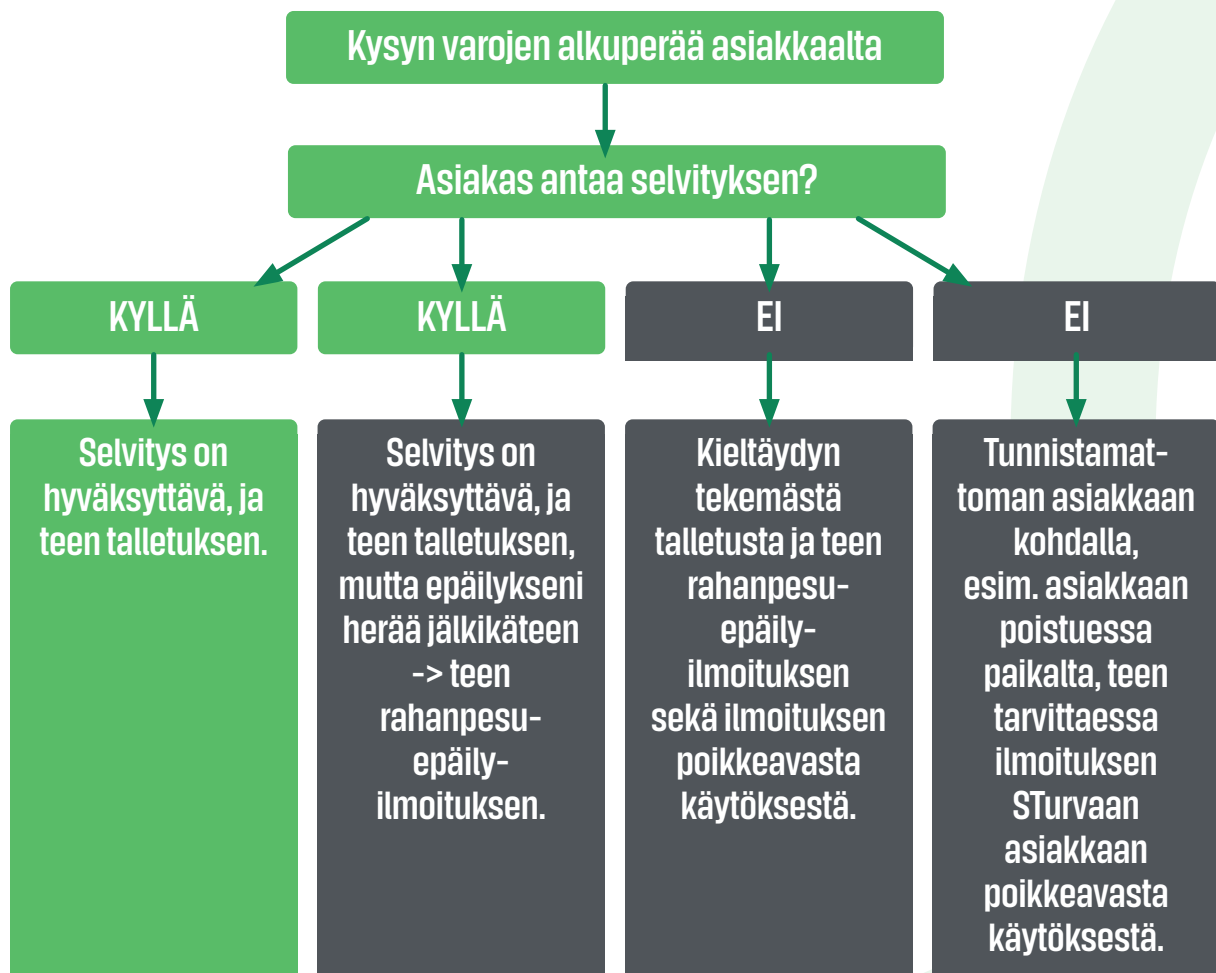 Kysyn varojen alkuperää asiakkaalta
Asiakas antaa selvityksen?
KYLLÄ
KYLLÄ
EI
EI
Selvitys on
hyväksyttävä, ja
teen talletuksen.
Selvitys on
hyväksyttävä, ja
teen talletuksen,
mutta epäilykseni
herää jälkikäteen
-> teen
rahanpesu-
epäily-
ilmoituksen.
Kieltäydyn
tekemästä
talletusta ja teen
rahanpesu-
epäily-
ilmoituksen
sekä ilmoituksen
poikkeavasta
käytöksestä.
Tunnistamat-
toman asiakkaan
kohdalla,
esim. asiakkaan
poistuessa
paikalta, teen
tarvittaessa
ilmoituksen
STurvaan
asiakkaan
poikkeavasta
käytöksestä.